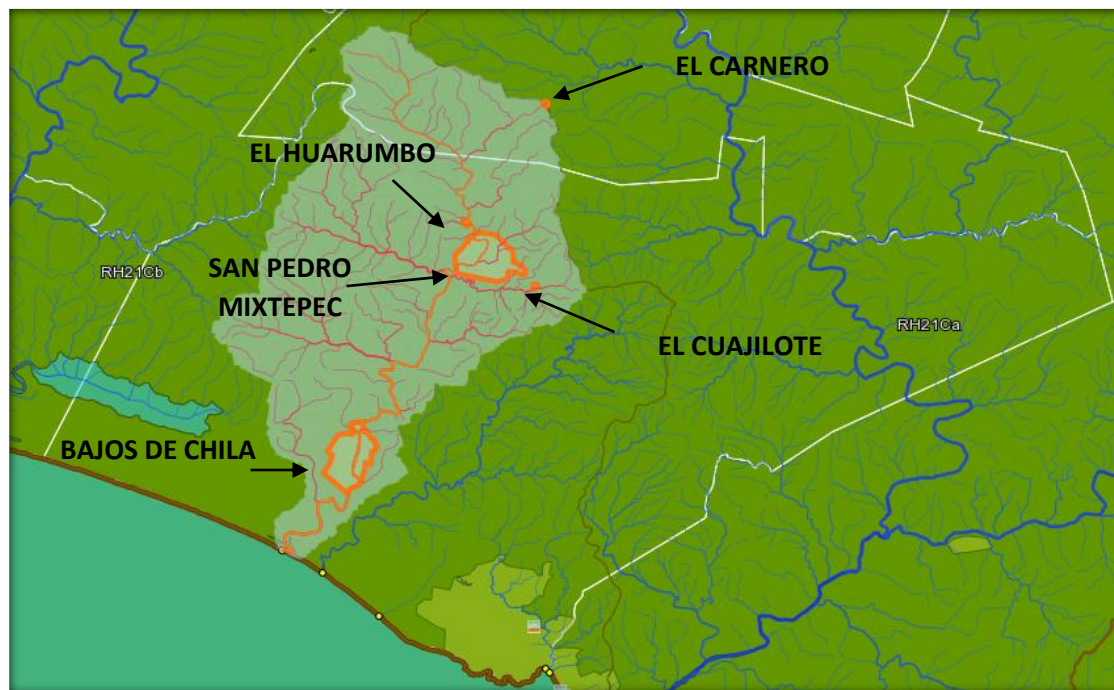 EL CARNERO
EL HUARUMBO
SAN PEDRO
MIXTEPEC
RH21Cb
RH21Ca
EL CUAJILOTE
BAJOS DE CHILA